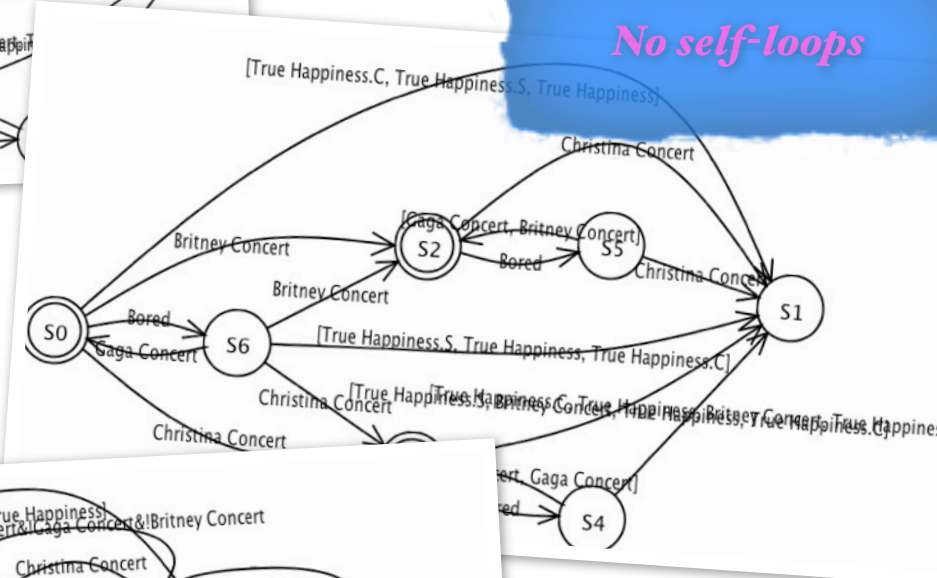 No self-loops
[True Happiness.C, True Happiness.S, True Happiness]
Christina Concert
[Gaga Concert, Britney Concert]
Britney Concert
S2
S5
Bored
Christina Concert
Britney Concert
S1
S0
Bored
S6
Gaga Concert
[True Happiness.S, True Happiness, True Happiness.C]
Christina Concert
Christina Concert
Gaga Concert]
S4
Happiness]
Concert&!Britney Concert
Christina Concert